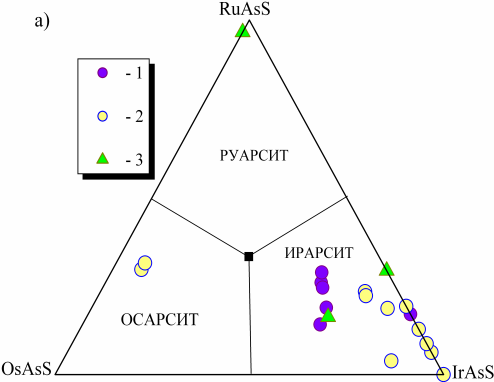 RuAsS
а)
- 1
- 2
- 3
РУАРСИТ
ИРАРСИТ
ОСАРСИТ
OsAsS
IrAsS